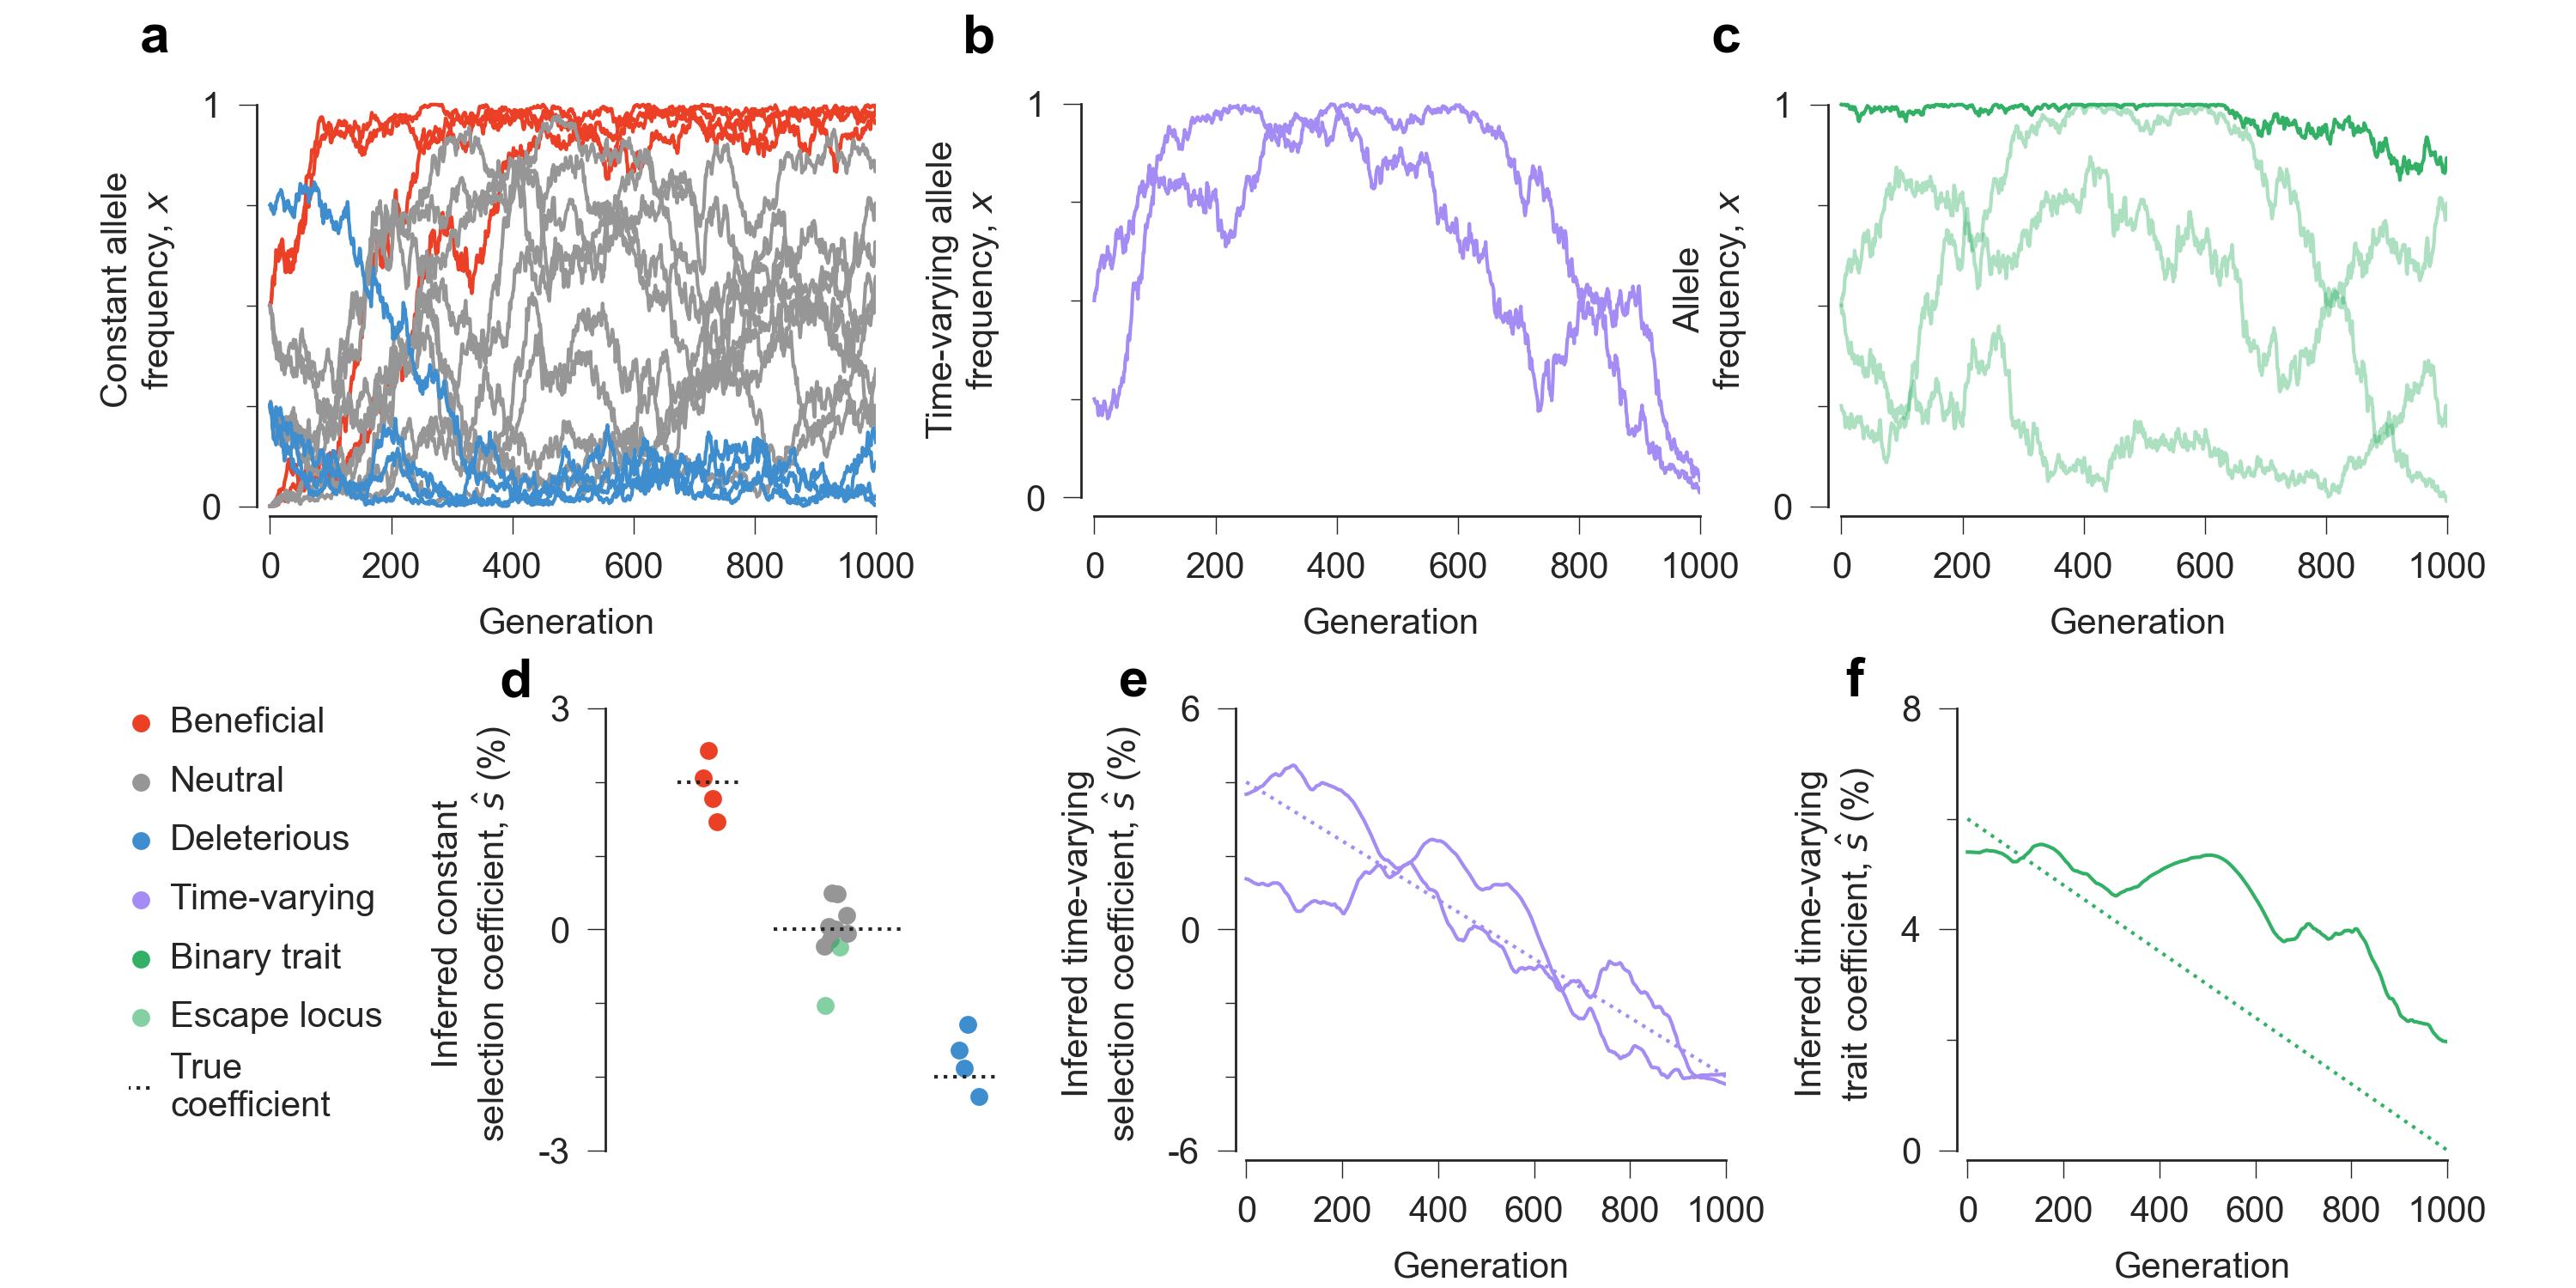 a
b
c
Constant allele
frequency, x
1
0
0 200 400 600 800 1000
Generation
Time-varying allele
frequency, x
1
0
0 200 400 600 800 1000
Generation
Allele
frequency, x
1
0
0 200 400 600 800 1000
Generation
Beneficial
Neutral
Deleterious
Time-varying
Binary trait
Escape locus
True
coefficient
d
Inferred constant
selection coefficient, ŝ (%)
3
0
-3
e
Inferred time-varying
selection coefficient, ŝ (%)
6
0
-6
0 200 400 600 800 1000
Generation
f
Inferred time-varying
trait coefficient, ŝ (%)
8
4
0
0 200 400 600 800 1000
Generation